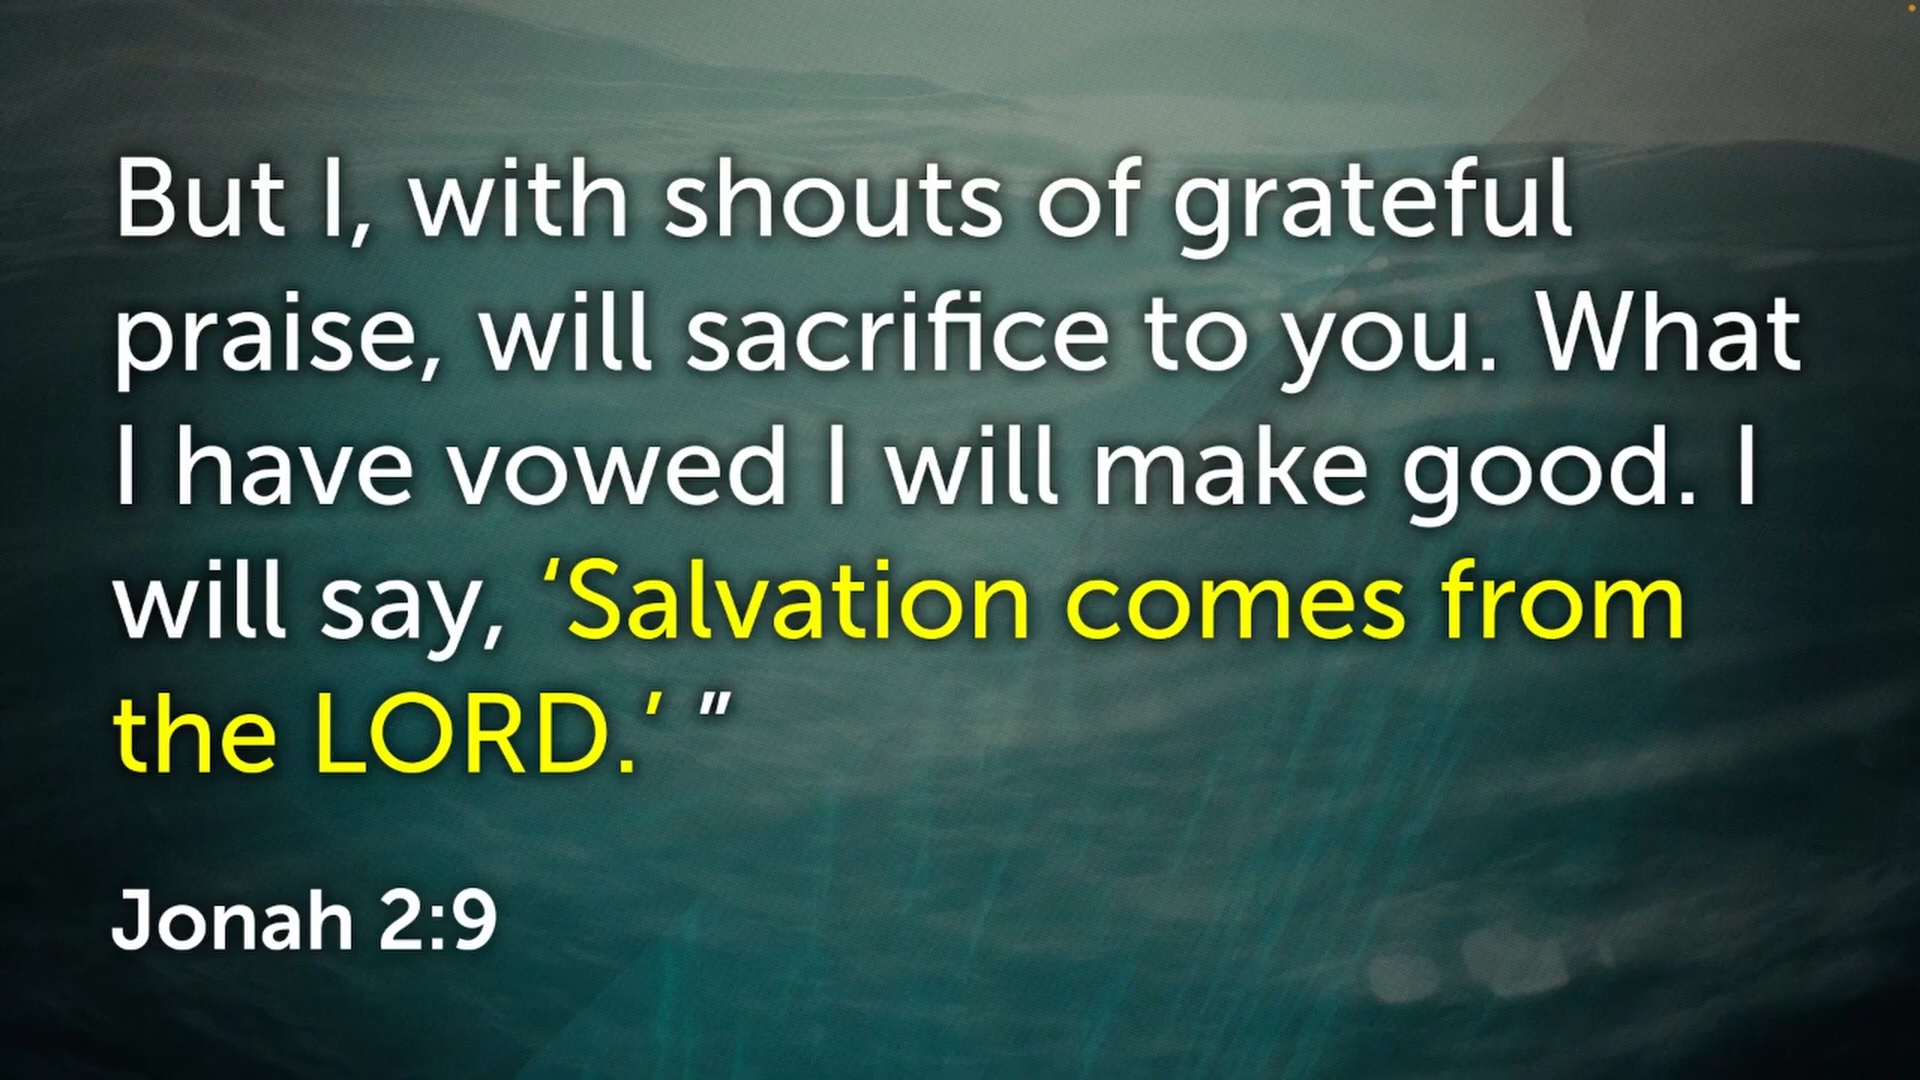 But I, with shouts of grateful
praise, will sacrifice to you. What
I have vowed I will make good. I
will say, ‘Salvation comes from
the LORD.’ ”
Jonah 2:9